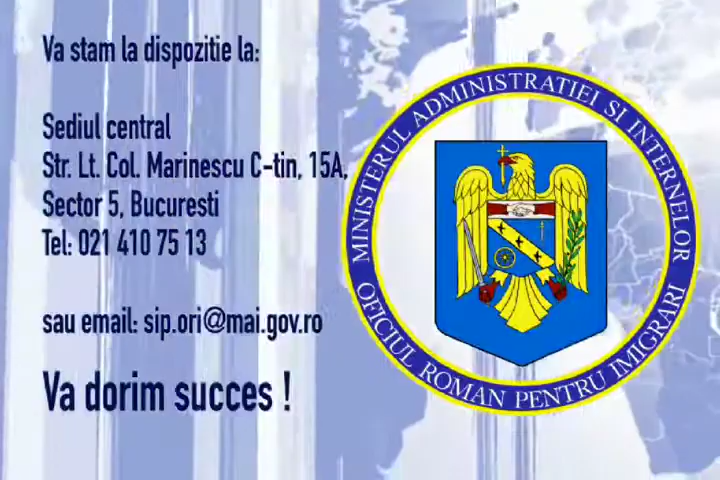 Va stam la dispozitie la:
Sediul central
Str. Lt. Col. Marinescu C-tin, 15A,
Sector 5, Bucuresti
Tel: 021 410 75 13
sau email: sip.ori@mai.gov.ro
Va dorim succes !
MINISTERUL ADMINISTRATIEI SI INTERNELOR
OFICIUL ROMAN PENTRU IMIGRARI